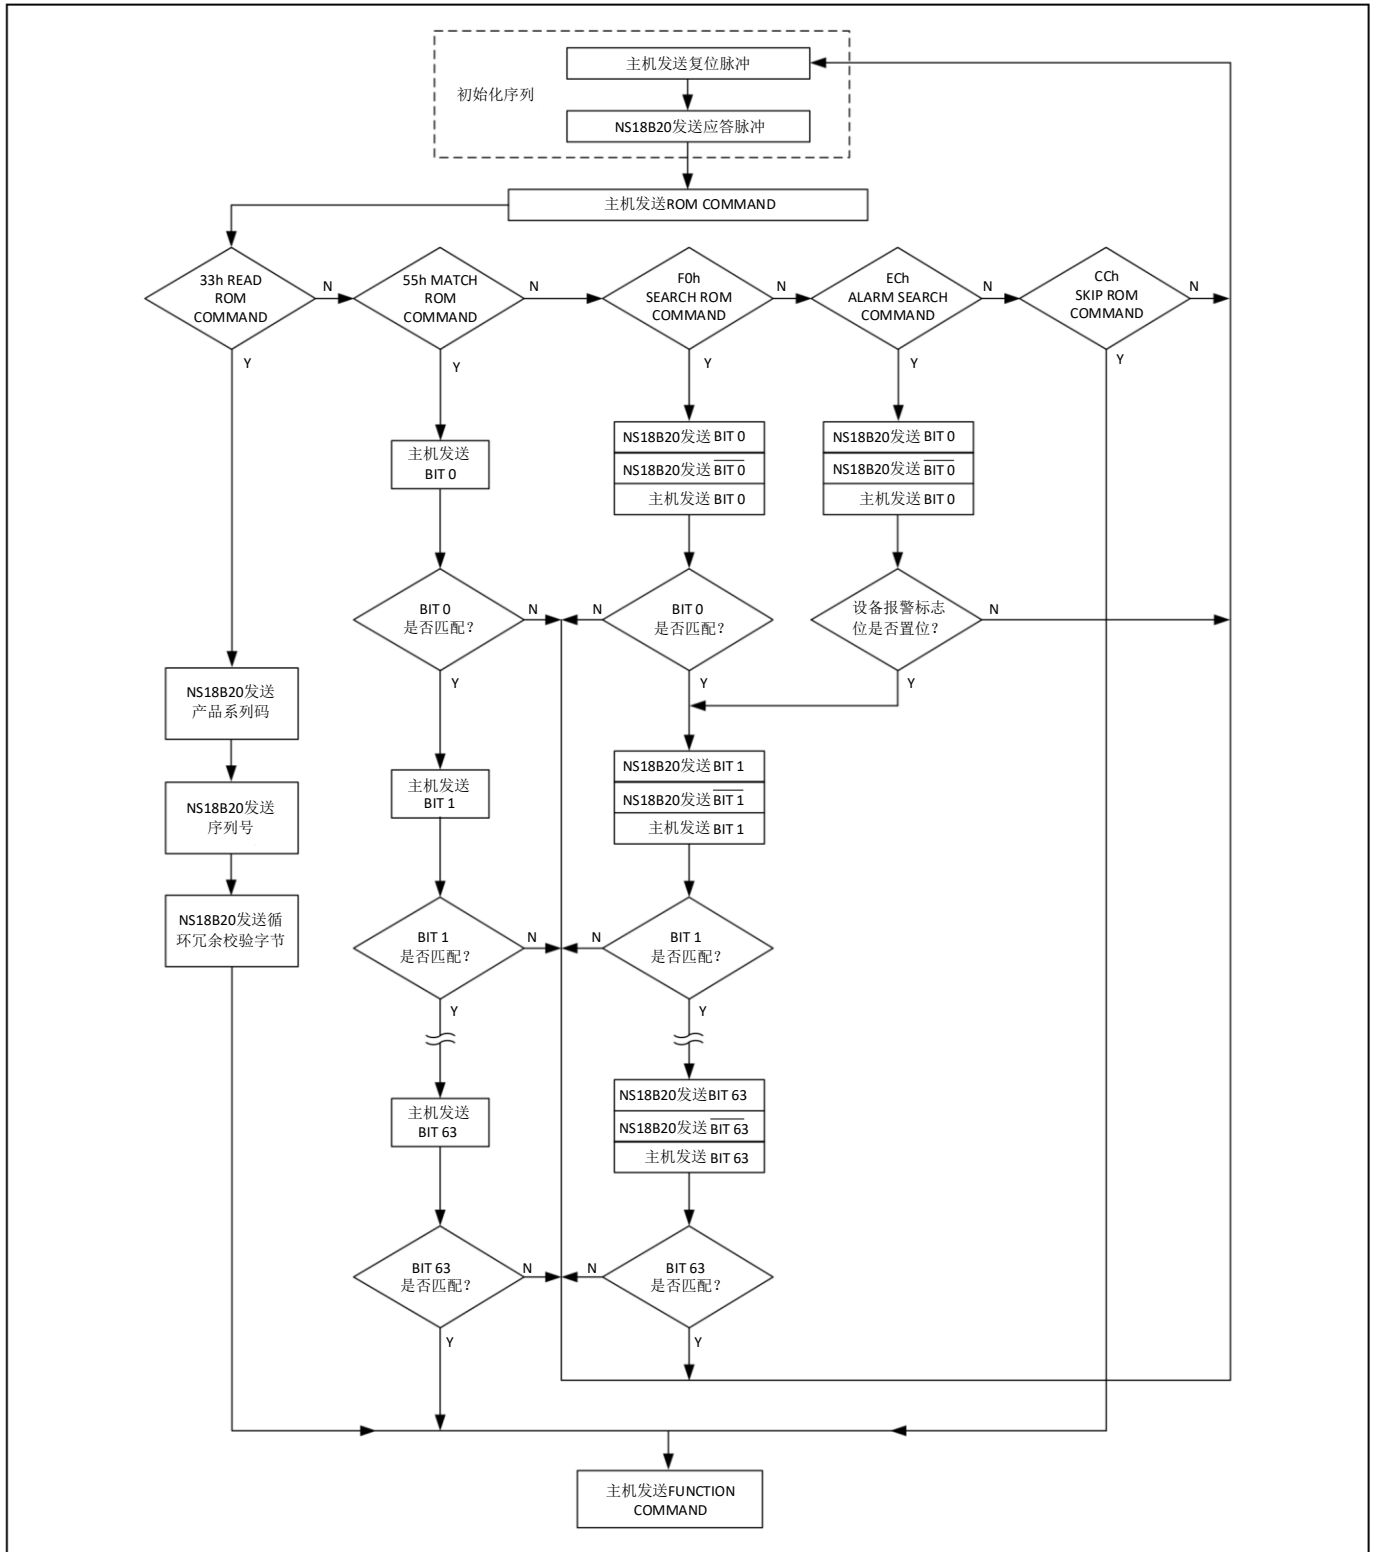 主机发送复位脉冲
初始化序列
NS18B20发送应答脉冲
主机发送ROM COMMAND
33h READ
ROM
COMMAND
N
Y
55h MATCH
ROM
COMMAND
N
Y
F0h
SEARCH ROM
COMMAND
N
Y
ECh
ALARM SEARCH
COMMAND
N
Y
CCh
SKIP ROM
COMMAND
N
Y
主机发送
BIT 0
NS18B20发送 BIT 0
NS18B20发送 B̅I̅T̅ ̅0̅
主机发送 BIT 0
NS18B20发送 BIT 0
NS18B20发送 B̅I̅T̅ ̅0̅
主机发送 BIT 0
BIT 0
是否匹配?
N
Y
N
BIT 0
是否匹配?
Y
设备报警标志
位是否置位?
N
Y
NS18B20发送
产品系列码
主机发送
BIT 1
NS18B20发送 BIT 1
NS18B20发送 B̅I̅T̅ ̅1̅
主机发送 BIT 1
NS18B20发送
序列号
NS18B20发送循
环冗余校验字节
BIT 1
是否匹配?
N
Y
N
BIT 1
是否匹配?
Y
主机发送
BIT 63
NS18B20发送BIT 63
NS18B20发送 B̅I̅T̅ ̅6̅3̅
主机发送 BIT 63
BIT 63
是否匹配?
N
Y
N
BIT 63
是否匹配?
Y
主机发送FUNCTION
COMMAND